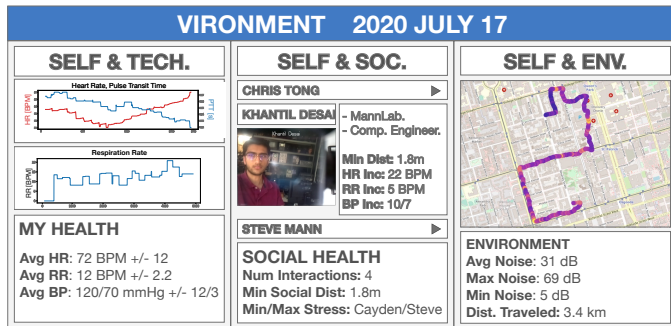 VIRONMENT 2020 JULY 17
SELF & TECH.
Heart Rate, Pulse Transit Time
HR [BPM]
PTT [s]
Respiration Rate
RR [BPM]
MY HEALTH
Avg HR: 72 BPM +/- 12
Avg RR: 12 BPM +/- 2.2
Avg BP: 120/70 mmHg +/- 12/3
SELF & SOC.
CHRIS TONG
KHANTIL DESAI
Khantil Desai
- MannLab.
- Comp. Engineer.
Min Dist: 1.8m
HR Inc: 22 BPM
RR Inc: 5 BPM
BP Inc: 10/7
STEVE MANN
SOCIAL HEALTH
Num Interactions: 4
Min Social Dist: 1.8m
Min/Max Stress: Cayden/Steve
SELF & ENV.
ENVIRONMENT
Avg Noise: 31 dB
Max Noise: 69 dB
Min Noise: 5 dB
Dist. Traveled: 3.4 km